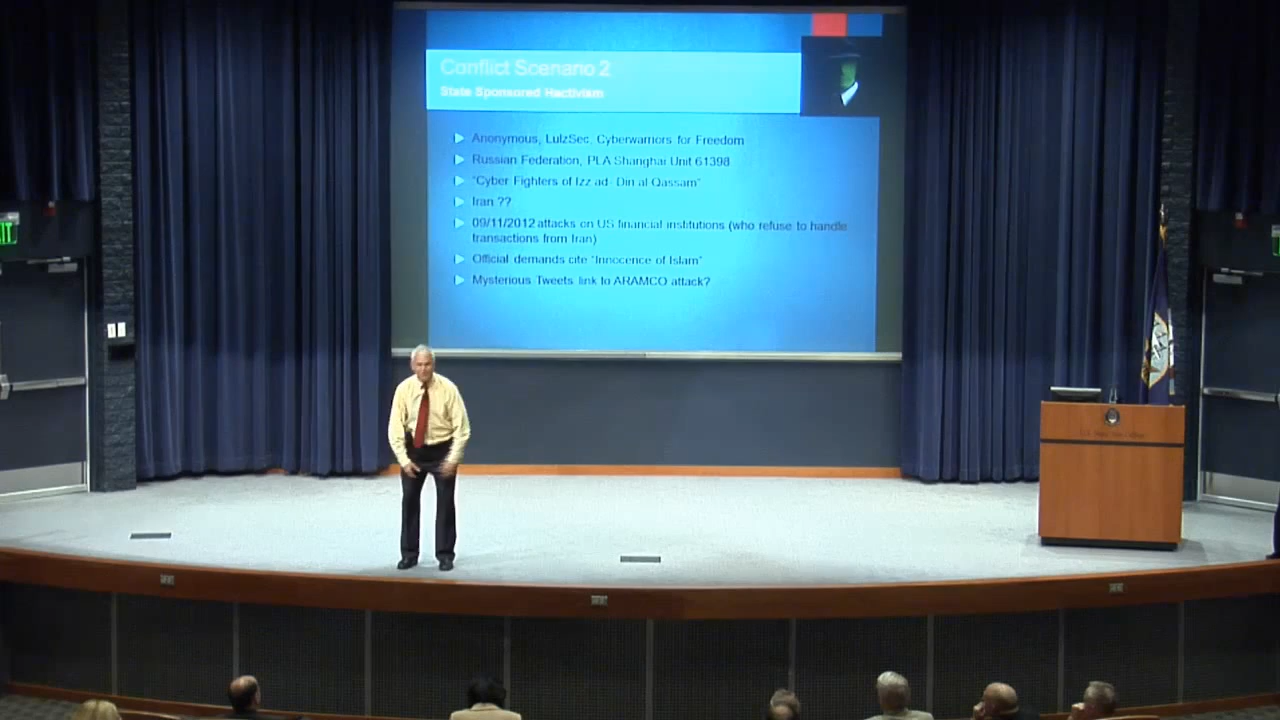 Conflict Scenario 2
State Sponsored Hactivism
Anonymous, LulzSec, Cyberwarriors for Freedom
Russian Federation, PLA Shanghai Unit 61398
"Cyber Fighters of Izz ad- Din al Qassam"
Iran ??
09/11/2012 attacks on US financial institutions (who refuse to handle
transactions from Iran)
Official demands cite "Innocence of Islam"
Mysterious Tweets link to ARAMCO attack?